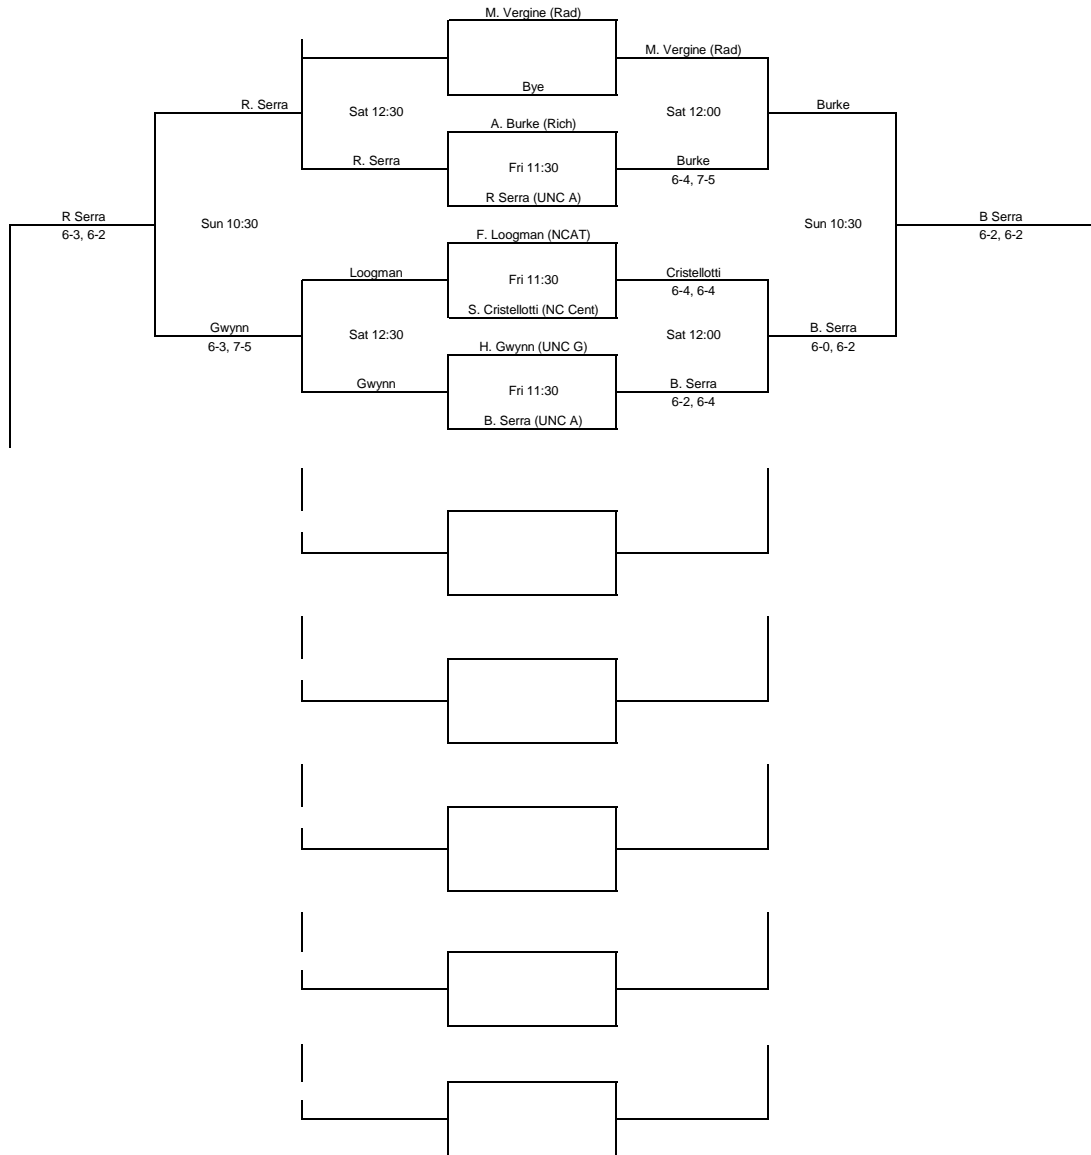 M. Vergine (Rad)
M. Vergine (Rad)
Bye
R. Serra
Sat 12:30
Sat 12:00
Burke
A. Burke (Rich)
R. Serra
Fri 11:30
Burke
6-4, 7-5
R Serra (UNC A)
R Serra
6-3, 6-2
Sun 10:30
Sun 10:30
B Serra
6-2, 6-2
F. Loogman (NCAT)
Loogman
Fri 11:30
Cristellotti
6-4, 6-4
S. Cristellotti (NC Cent)
Gwynn
6-3, 7-5
Sat 12:30
Sat 12:00
B. Serra
6-0, 6-2
H. Gwynn (UNC G)
Gwynn
Fri 11:30
B. Serra
6-2, 6-4
B. Serra (UNC A)